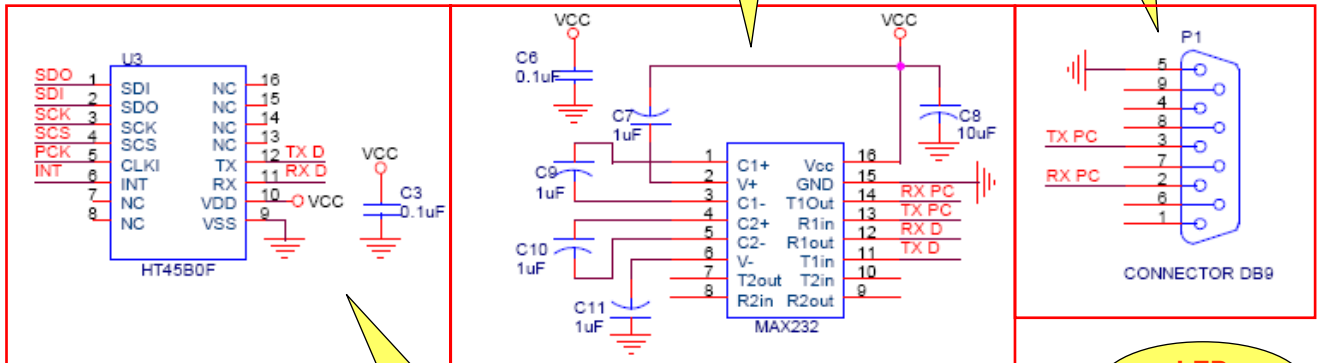 U3
SDO 1 SDI NC 16
SDI 2 SDO NC 15
SCK 3 SCK NC 14
SCS 4 SCS NC 13
PCK 5 CLKI TX 12 TX D
INT 6 INT RX 11 RX D
7 NC VDD 10 VCC
8 NC VSS 9
HT45B0F
VCC
C3
0.1uF
VCC
C6
0.1uF
VCC
C7
1uF
C8
10uF
C9
1uF
C10
1uF
C11
1uF
1 C1+ Vcc 16
2 V+ GND 15
3 C1- T1Out 14 RX PC
4 C2+ R1in 13 TX PC
5 C2- R1out 12 RX D
6 V- T1in 11 TX D
7 T2out T2in 10
8 R2in R2out 9
MAX232
P1
5
9
4
8
TX PC 3
7
RX PC 2
6
1
CONNECTOR DB9